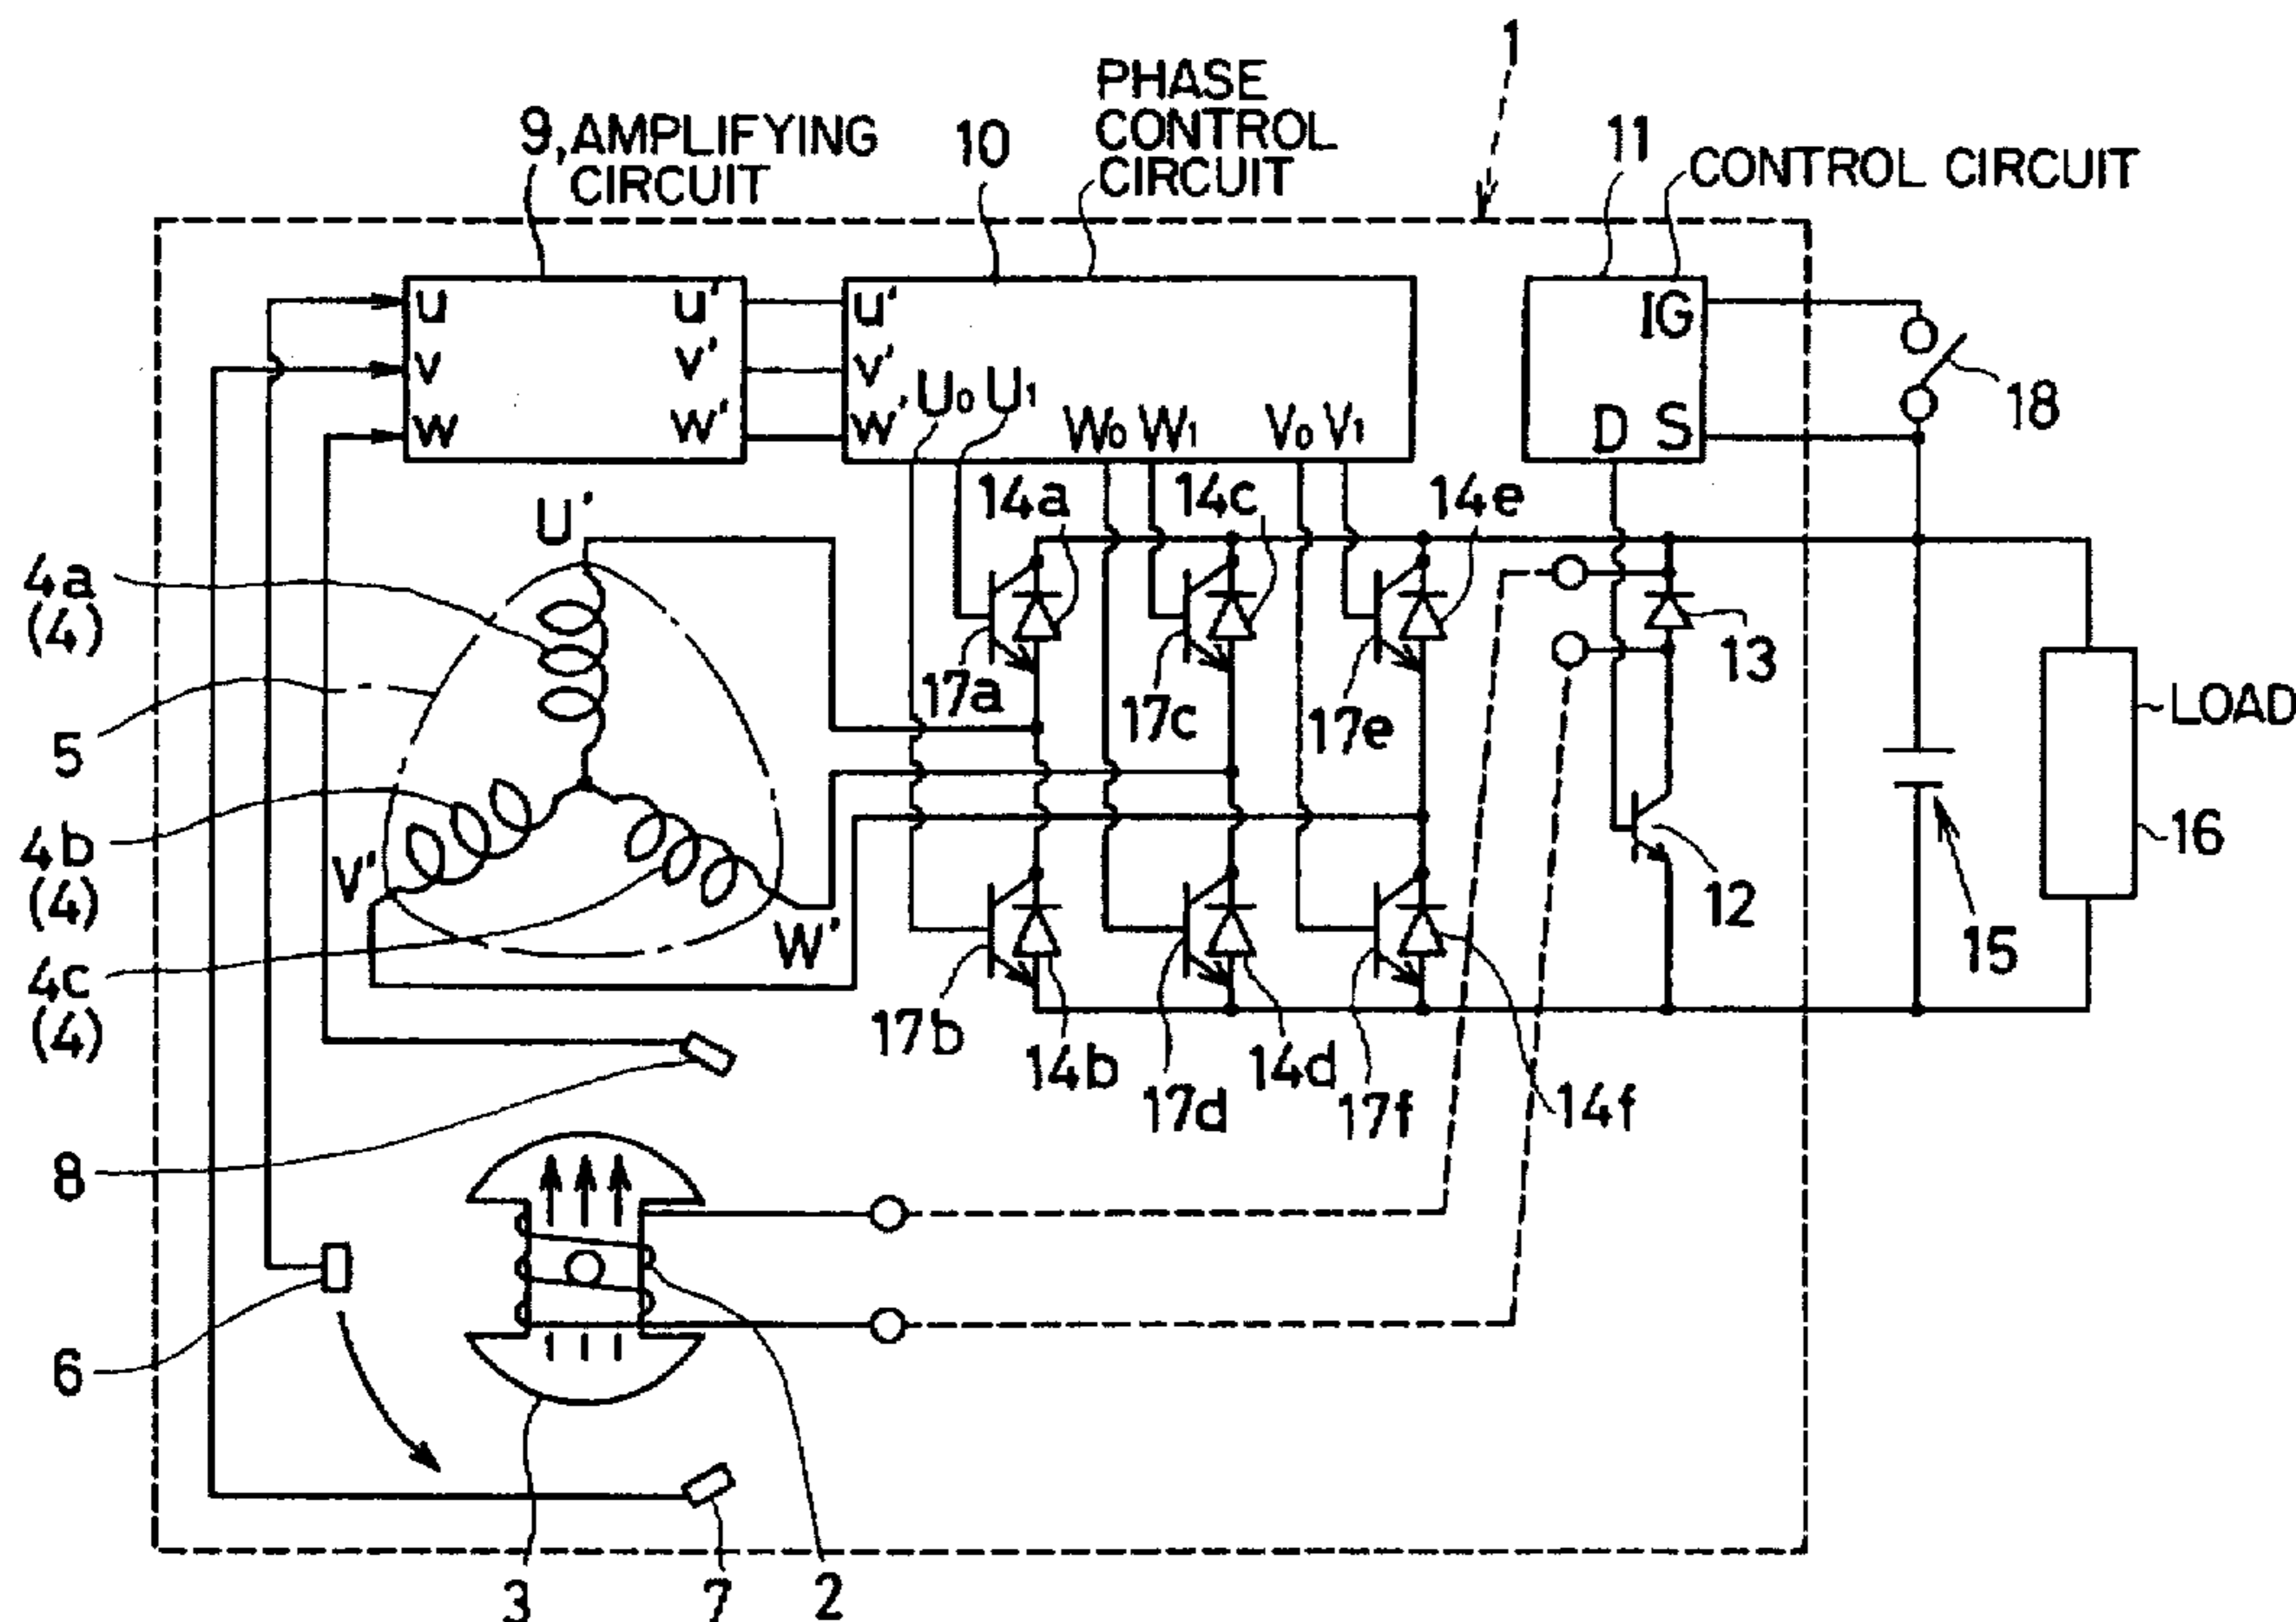 1
PHASE
CONTROL
CIRCUIT
9, AMPLIFYING
CIRCUIT
10
11
CONTROL CIRCUIT
u
u'
u'
IG
v
v'
v'
w
w'
w'
U0 U1
W0 W1
V0 V1
D S
18
14a
14c
14e
U'
4a
(4)
17a
17c
17e
13
LOAD
5
4b
(4)
V'
12
16
W'
15
4c
(4)
17b
14b
17d
14d
17f
14f
8
6
3
7
2